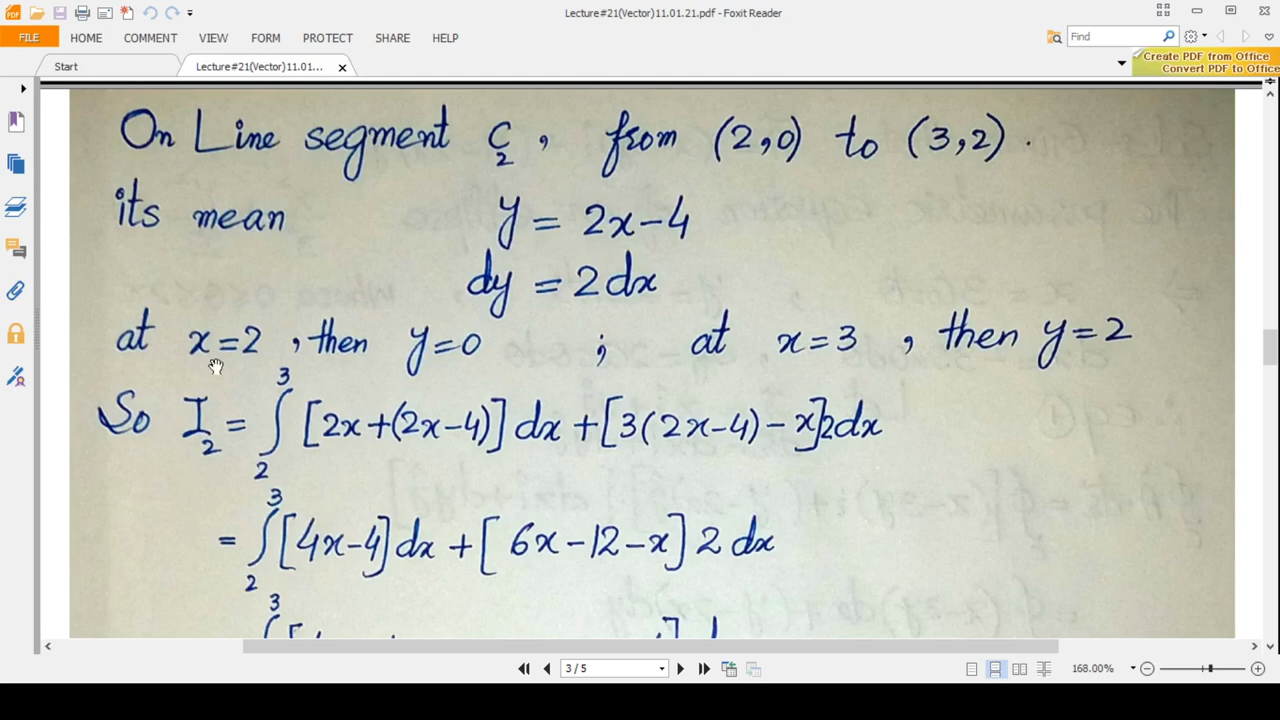 Lecture#21(Vector)11.01.21.pdf - Foxit Reader
FILE HOME COMMENT VIEW FORM PROTECT SHARE HELP
Find
Create PDF from Office
Convert PDF to Office
Start
Lecture#21(Vector)11.01...
On Line segment C₂, from (2,0) to (3,2).
its mean y = 2x-4
dy = 2dx
at x=2, then y=0 ; at x=3, then y=2
So I₂ = ∫₂³ [2x+(2x-4)] dx + [3(2x-4)-x]2dx
= ∫₂³ [4x-4] dx + [6x-12-x] 2 dx
3
3 / 5
168.00%